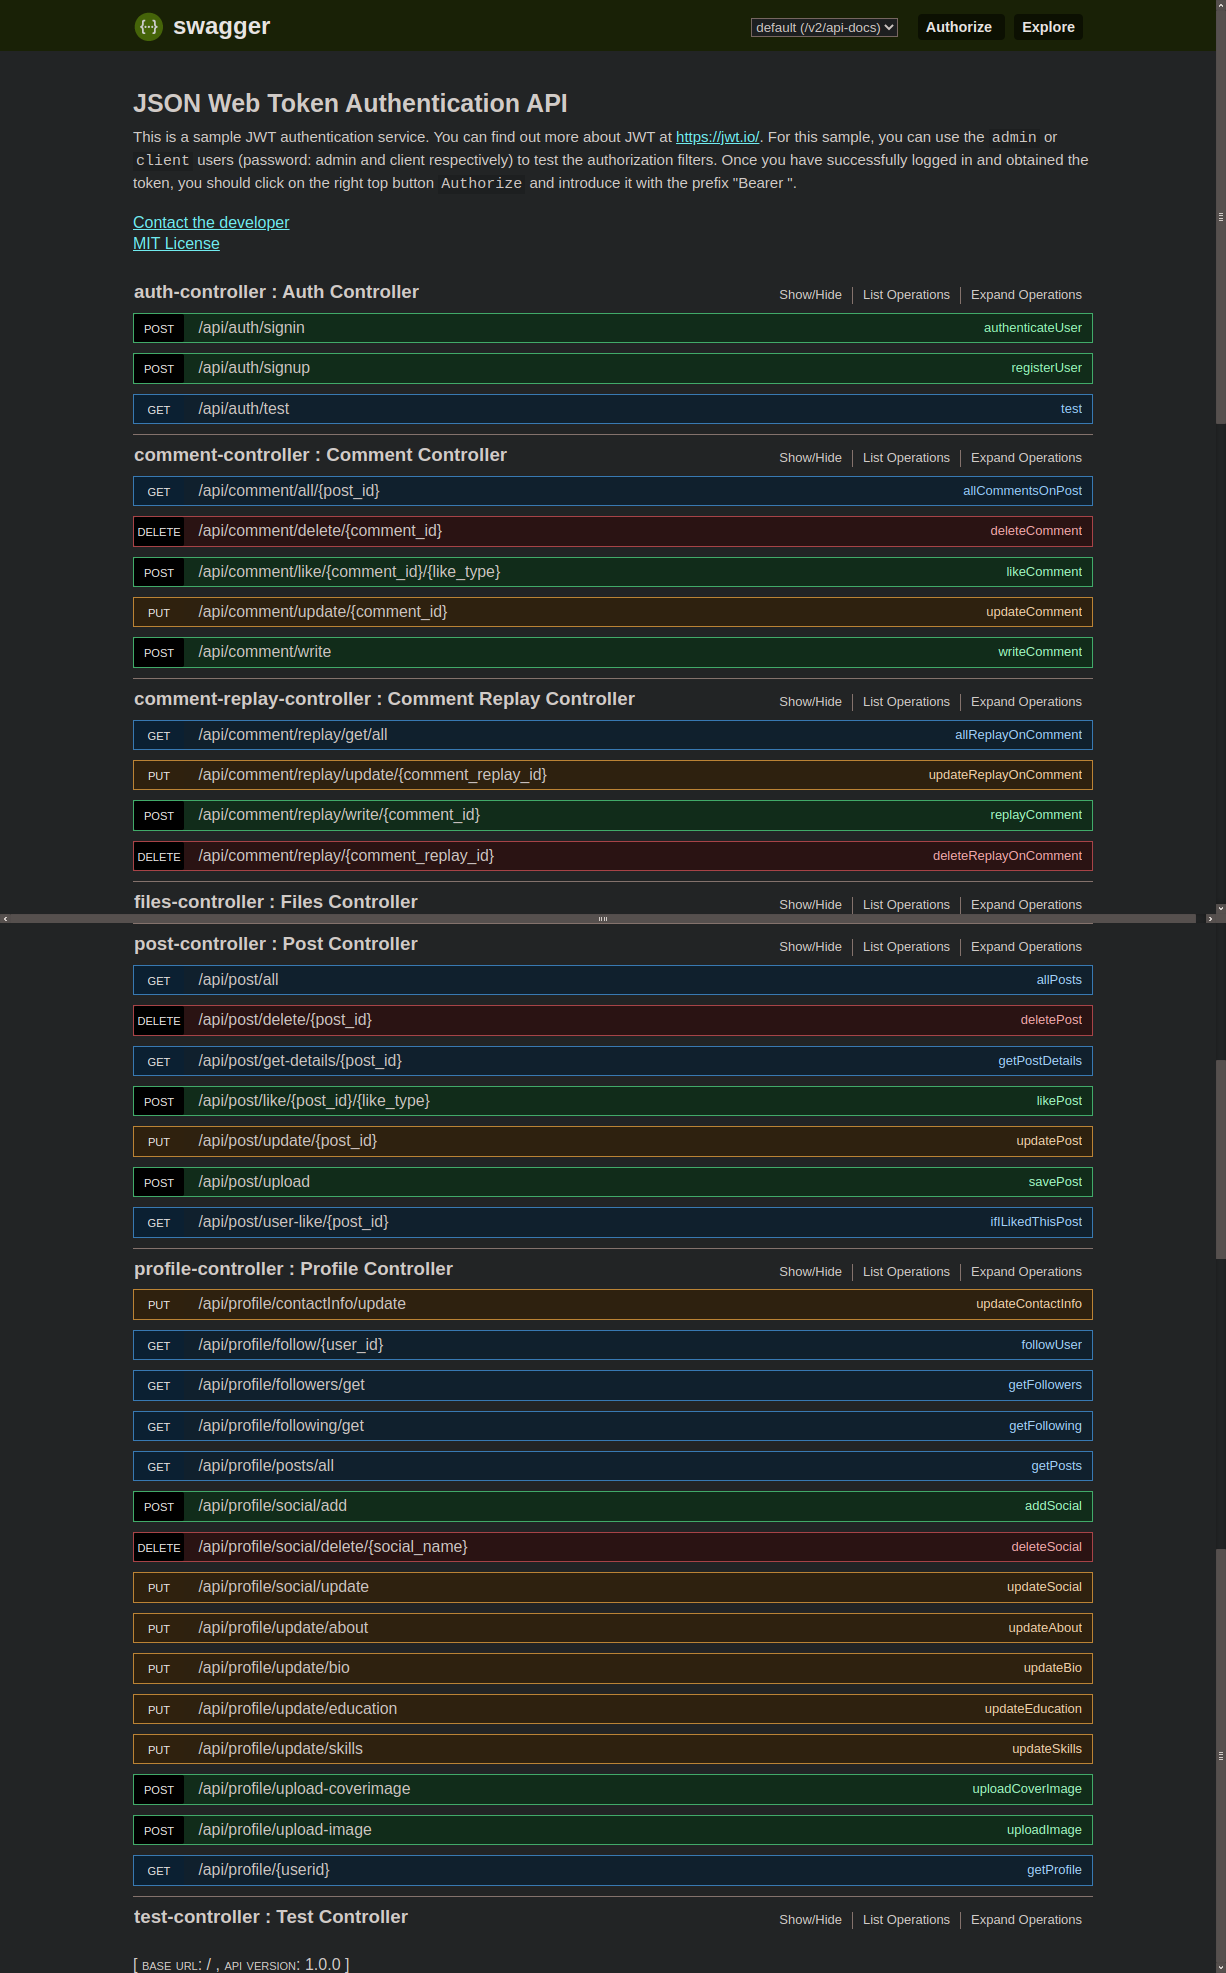 {···} swagger default (/v2/api-docs) Authorize Explore
JSON Web Token Authentication API
This is a sample JWT authentication service. You can find out more about JWT at https://jwt.io/. For this sample, you can use the admin or
client users (password: admin and client respectively) to test the authorization filters. Once you have successfully logged in and obtained the
token, you should click on the right top button Authorize and introduce it with the prefix "Bearer ".
Contact the developer
MIT License
auth-controller : Auth Controller Show/Hide List Operations Expand Operations
POST /api/auth/signin authenticateUser
POST /api/auth/signup registerUser
GET /api/auth/test test
comment-controller : Comment Controller Show/Hide List Operations Expand Operations
GET /api/comment/all/{post_id} allCommentsOnPost
DELETE /api/comment/delete/{comment_id} deleteComment
POST /api/comment/like/{comment_id}/{like_type} likeComment
PUT /api/comment/update/{comment_id} updateComment
POST /api/comment/write writeComment
comment-replay-controller : Comment Replay Controller Show/Hide List Operations Expand Operations
GET /api/comment/replay/get/all allReplayOnComment
PUT /api/comment/replay/update/{comment_replay_id} updateReplayOnComment
POST /api/comment/replay/write/{comment_id} replayComment
DELETE /api/comment/replay/{comment_replay_id} deleteReplayOnComment
files-controller : Files Controller Show/Hide List Operations Expand Operations
post-controller : Post Controller Show/Hide List Operations Expand Operations
GET /api/post/all allPosts
DELETE /api/post/delete/{post_id} deletePost
GET /api/post/get-details/{post_id} getPostDetails
POST /api/post/like/{post_id}/{like_type} likePost
PUT /api/post/update/{post_id} updatePost
POST /api/post/upload savePost
GET /api/post/user-like/{post_id} ifILikedThisPost
profile-controller : Profile Controller Show/Hide List Operations Expand Operations
PUT /api/profile/contactInfo/update updateContactInfo
GET /api/profile/follow/{user_id} followUser
GET /api/profile/followers/get getFollowers
GET /api/profile/following/get getFollowing
GET /api/profile/posts/all getPosts
POST /api/profile/social/add addSocial
DELETE /api/profile/social/delete/{social_name} deleteSocial
PUT /api/profile/social/update updateSocial
PUT /api/profile/update/about updateAbout
PUT /api/profile/update/bio updateBio
PUT /api/profile/update/education updateEducation
PUT /api/profile/update/skills updateSkills
POST /api/profile/upload-coverimage uploadCoverImage
POST /api/profile/upload-image uploadImage
GET /api/profile/{userid} getProfile
test-controller : Test Controller Show/Hide List Operations Expand Operations
[ BASE URL: / , API VERSION: 1.0.0 ]